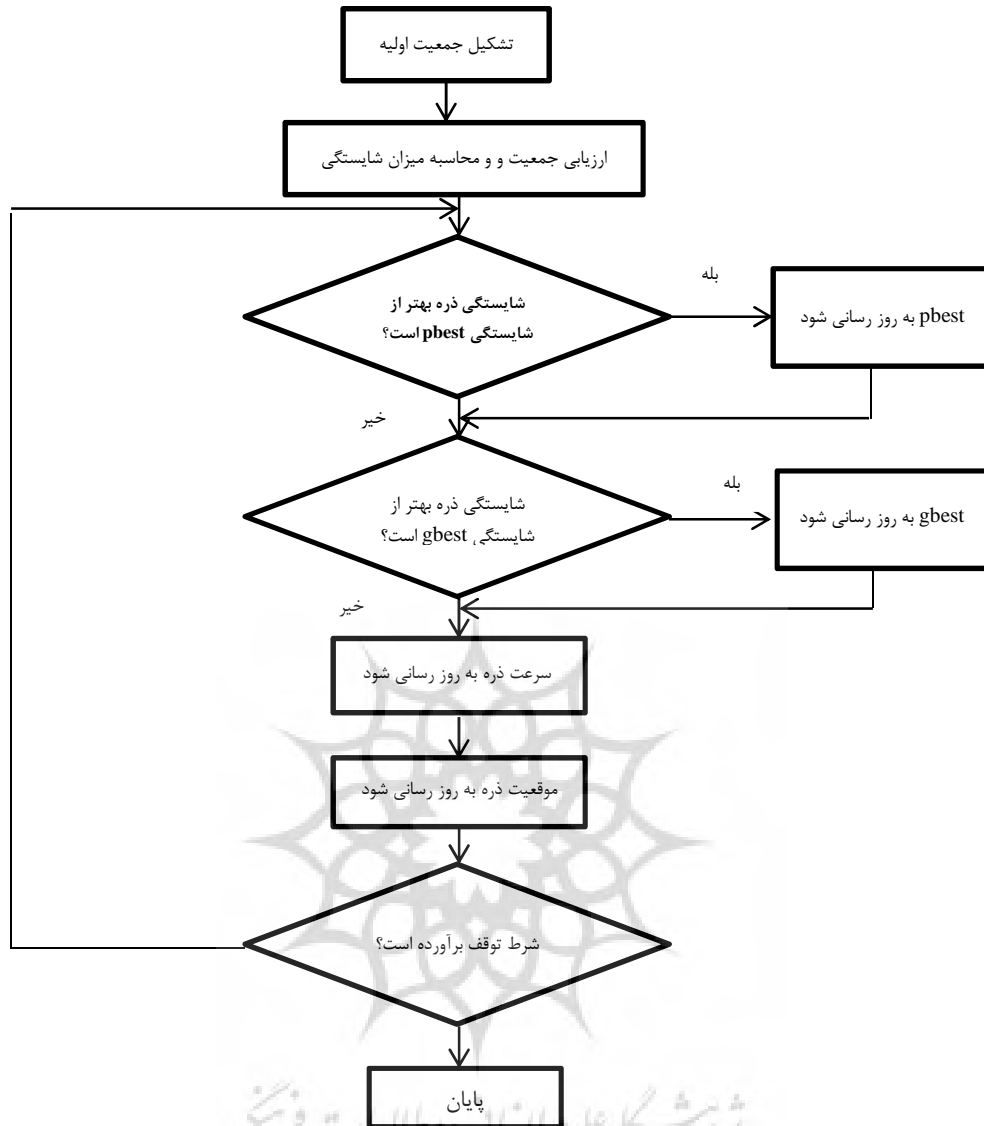 تشکیل جمعیت اولیه
ارزیابی جمعیت و و محاسبه میزان شایستگی
شایستگی ذره بهتر از
شایستگی pbest است؟
بله
pbest به روز رسانی شود
خیر
شایستگی ذره بهتر از
شایستگی gbest است؟
بله
gbest به روز رسانی شود
خیر
سرعت ذره به روز رسانی شود
موقعیت ذره به روز رسانی شود
شرط توقف برآورده است؟
پایان